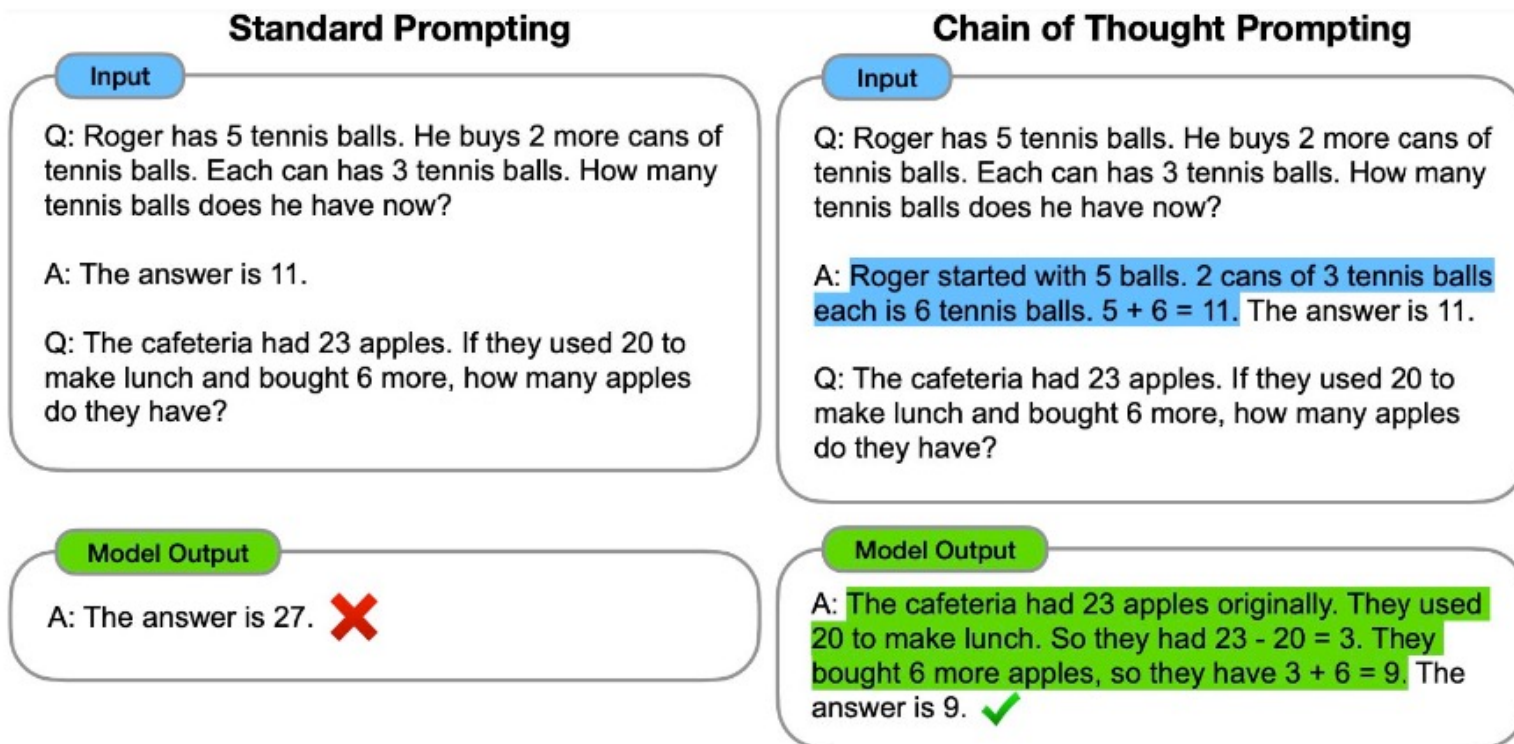 Standard Prompting
Input
Q: Roger has 5 tennis balls. He buys 2 more cans of
tennis balls. Each can has 3 tennis balls. How many
tennis balls does he have now?
A: The answer is 11.
Q: The cafeteria had 23 apples. If they used 20 to
make lunch and bought 6 more, how many apples
do they have?
Model Output
A: The answer is 27.
Chain of Thought Prompting
Input
Q: Roger has 5 tennis balls. He buys 2 more cans of
tennis balls. Each can has 3 tennis balls. How many
tennis balls does he have now?
A: Roger started with 5 balls. 2 cans of 3 tennis balls
each is 6 tennis balls. 5 + 6 = 11. The answer is 11.
Q: The cafeteria had 23 apples. If they used 20 to
make lunch and bought 6 more, how many apples
do they have?
Model Output
A: The cafeteria had 23 apples originally. They used
20 to make lunch. So they had 23 - 20 = 3. They
bought 6 more apples, so they have 3 + 6 = 9. The
answer is 9.